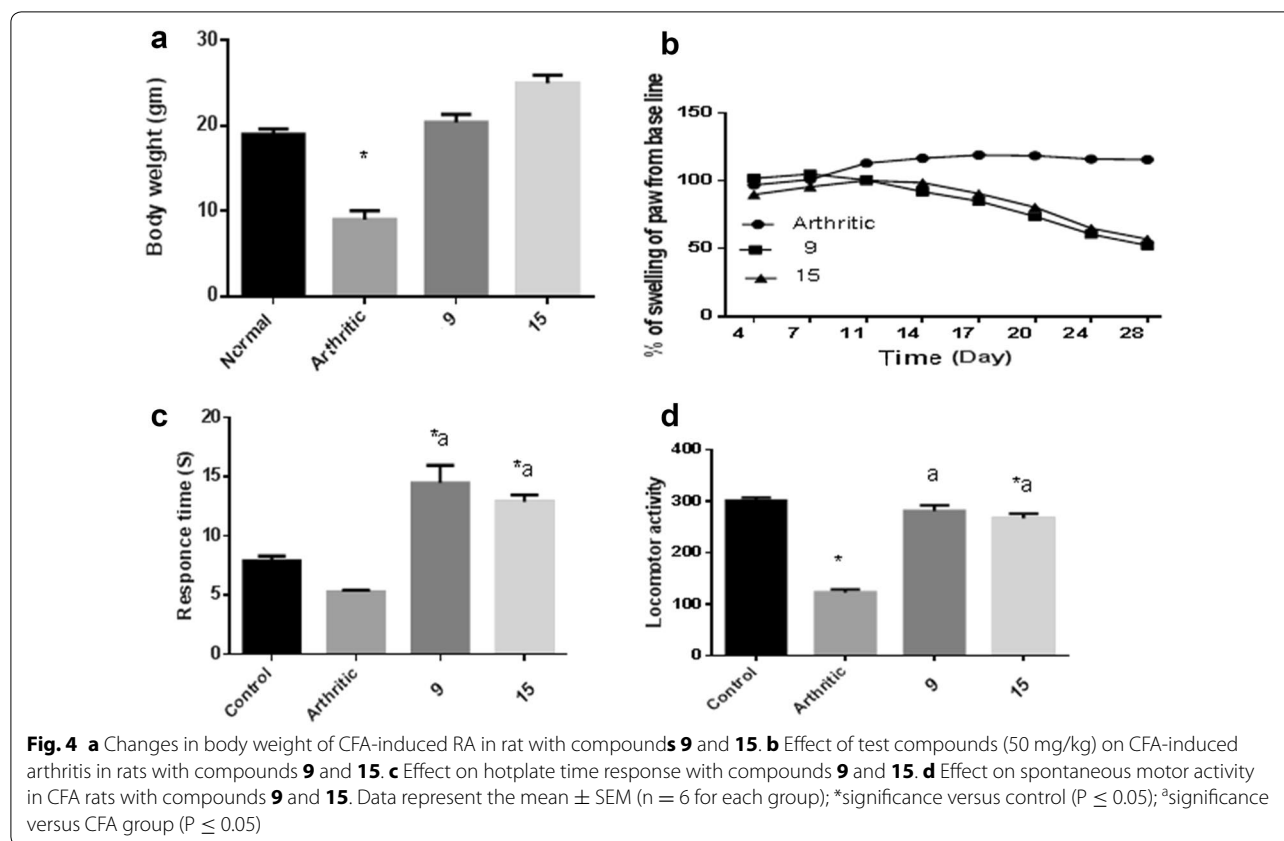 a
30
20
10
0
Body weight (gm)
*
Normal
Arthritic
9
15
b
% of swelling of paw from base line
150
100
50
0
Arthritic
9
15
4 7 11 14 17 20 24 28
Time (Day)
c
Responce time (S)
20
15
10
5
0
*a
*a
Control
Arthritic
9
15
d
Locomotor activity
400
300
200
100
0
*
a
*a
Control
Arthritic
9
15
Fig. 4 a Changes in body weight of CFA-induced RA in rat with compounds 9 and 15. b Effect of test compounds (50 mg/kg) on CFA-induced
arthritis in rats with compounds 9 and 15. c Effect on hotplate time response with compounds 9 and 15. d Effect on spontaneous motor activity
in CFA rats with compounds 9 and 15. Data represent the mean ± SEM (n = 6 for each group); *significance versus control (P ≤ 0.05); ᵃsignificance
versus CFA group (P ≤ 0.05)